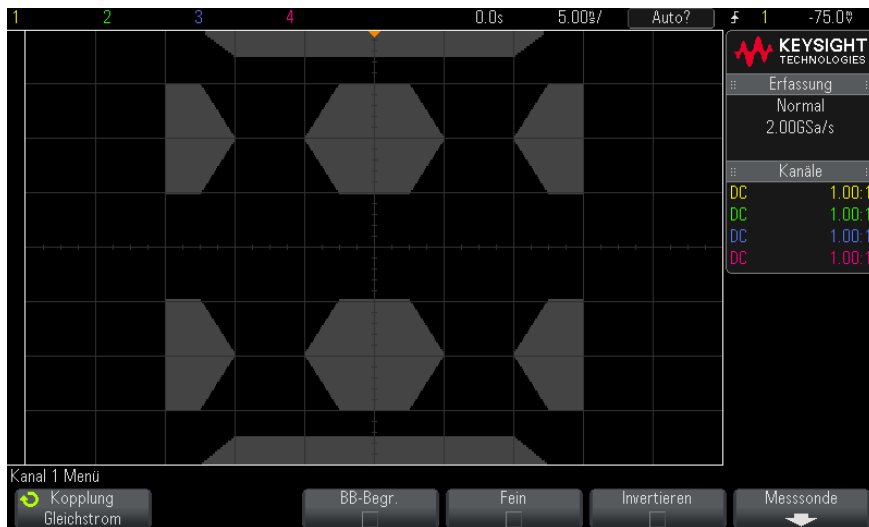 1 2 3 4 0.0s 5.00ns/ Auto? 1 -75.0V
KEYSIGHT
TECHNOLOGIES
Erfassung
Normal
2.00GSa/s
Kanäle
DC 1.00:1
DC 1.00:1
DC 1.00:1
DC 1.00:1
Kanal 1 Menü
Kopplung
Gleichstrom
BB-Begr.
Fein
Invertieren
Messsonde